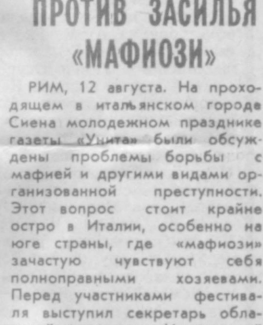 ПРОТИВ ЗАСИЛЬЯ
«МАФИОЗИ»
РИМ, 12 августа. На прохо-
дящем в итальянском городе
Сиена молодежном празднике
газеты «Унита» были обсуж-
дены проблемы борьбы с
мафией и другими видами ор-
ганизованной преступности.
Этот вопрос стоит крайне
остро в Италии, особенно на
юге страны, где «мафиози»
зачастую чувствуют себя
полноправными хозяевами.
Перед участниками фестива-
ля выступил секретарь обла-